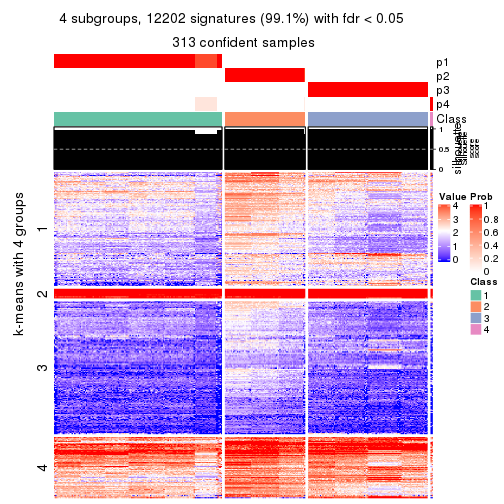 4 subgroups, 12202 signatures (99.1%) with fdr < 0.05
313 confident samples
p1
p2
p3
p4
Class
1
0.5
0
silhouette
k-means with 4 groups
1
2
3
4
Value
4
3
2
1
0
Prob
1
0.8
0.6
0.4
0.2
0
Class
1
2
3
4